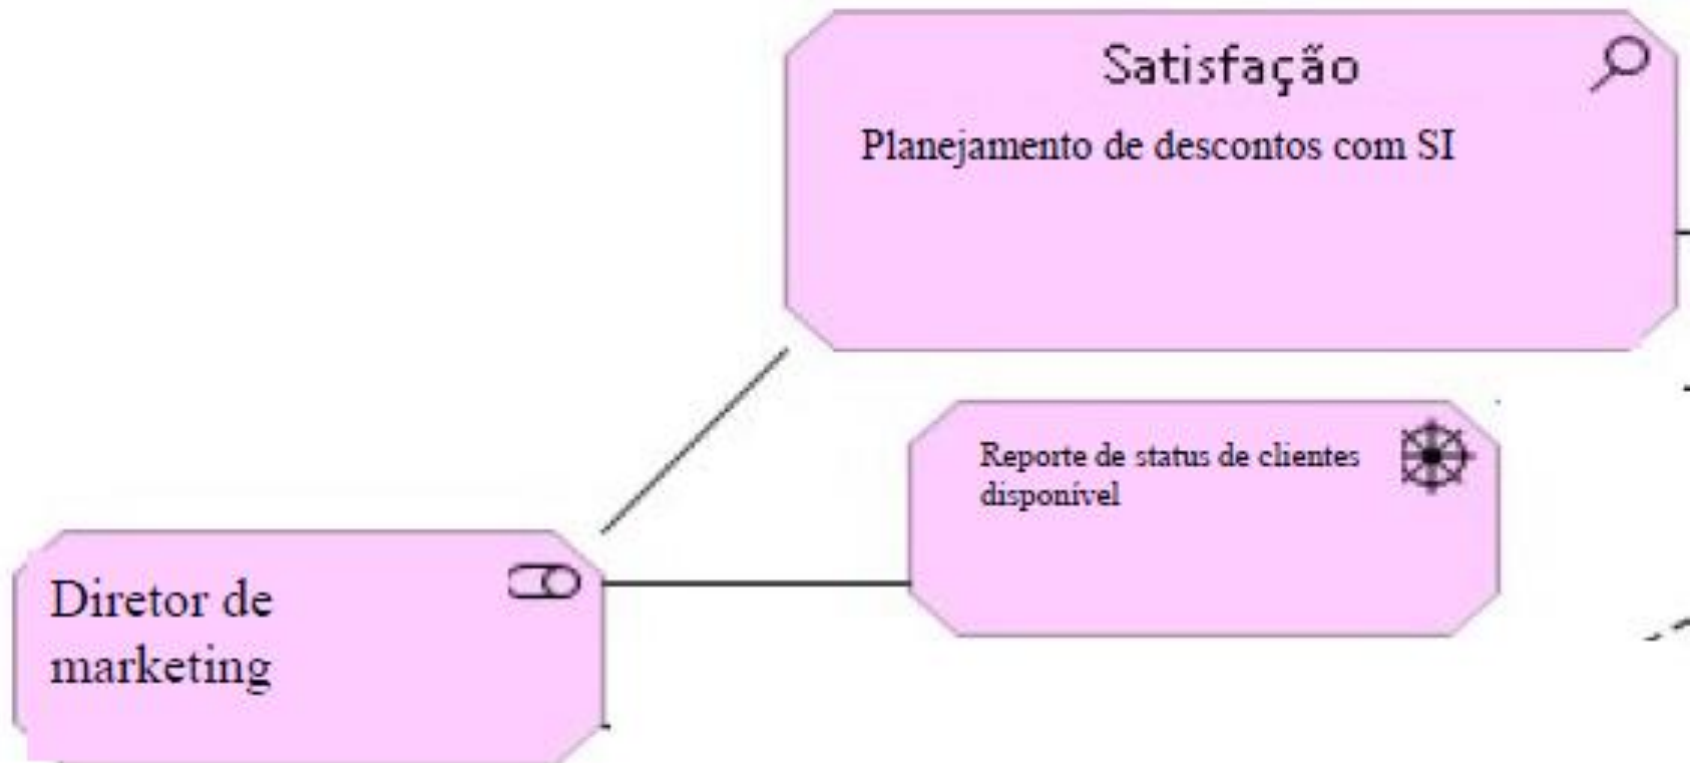 Satisfação
Planejamento de descontos com SI
Reporte de status de clientes
disponível
Diretor de
marketing